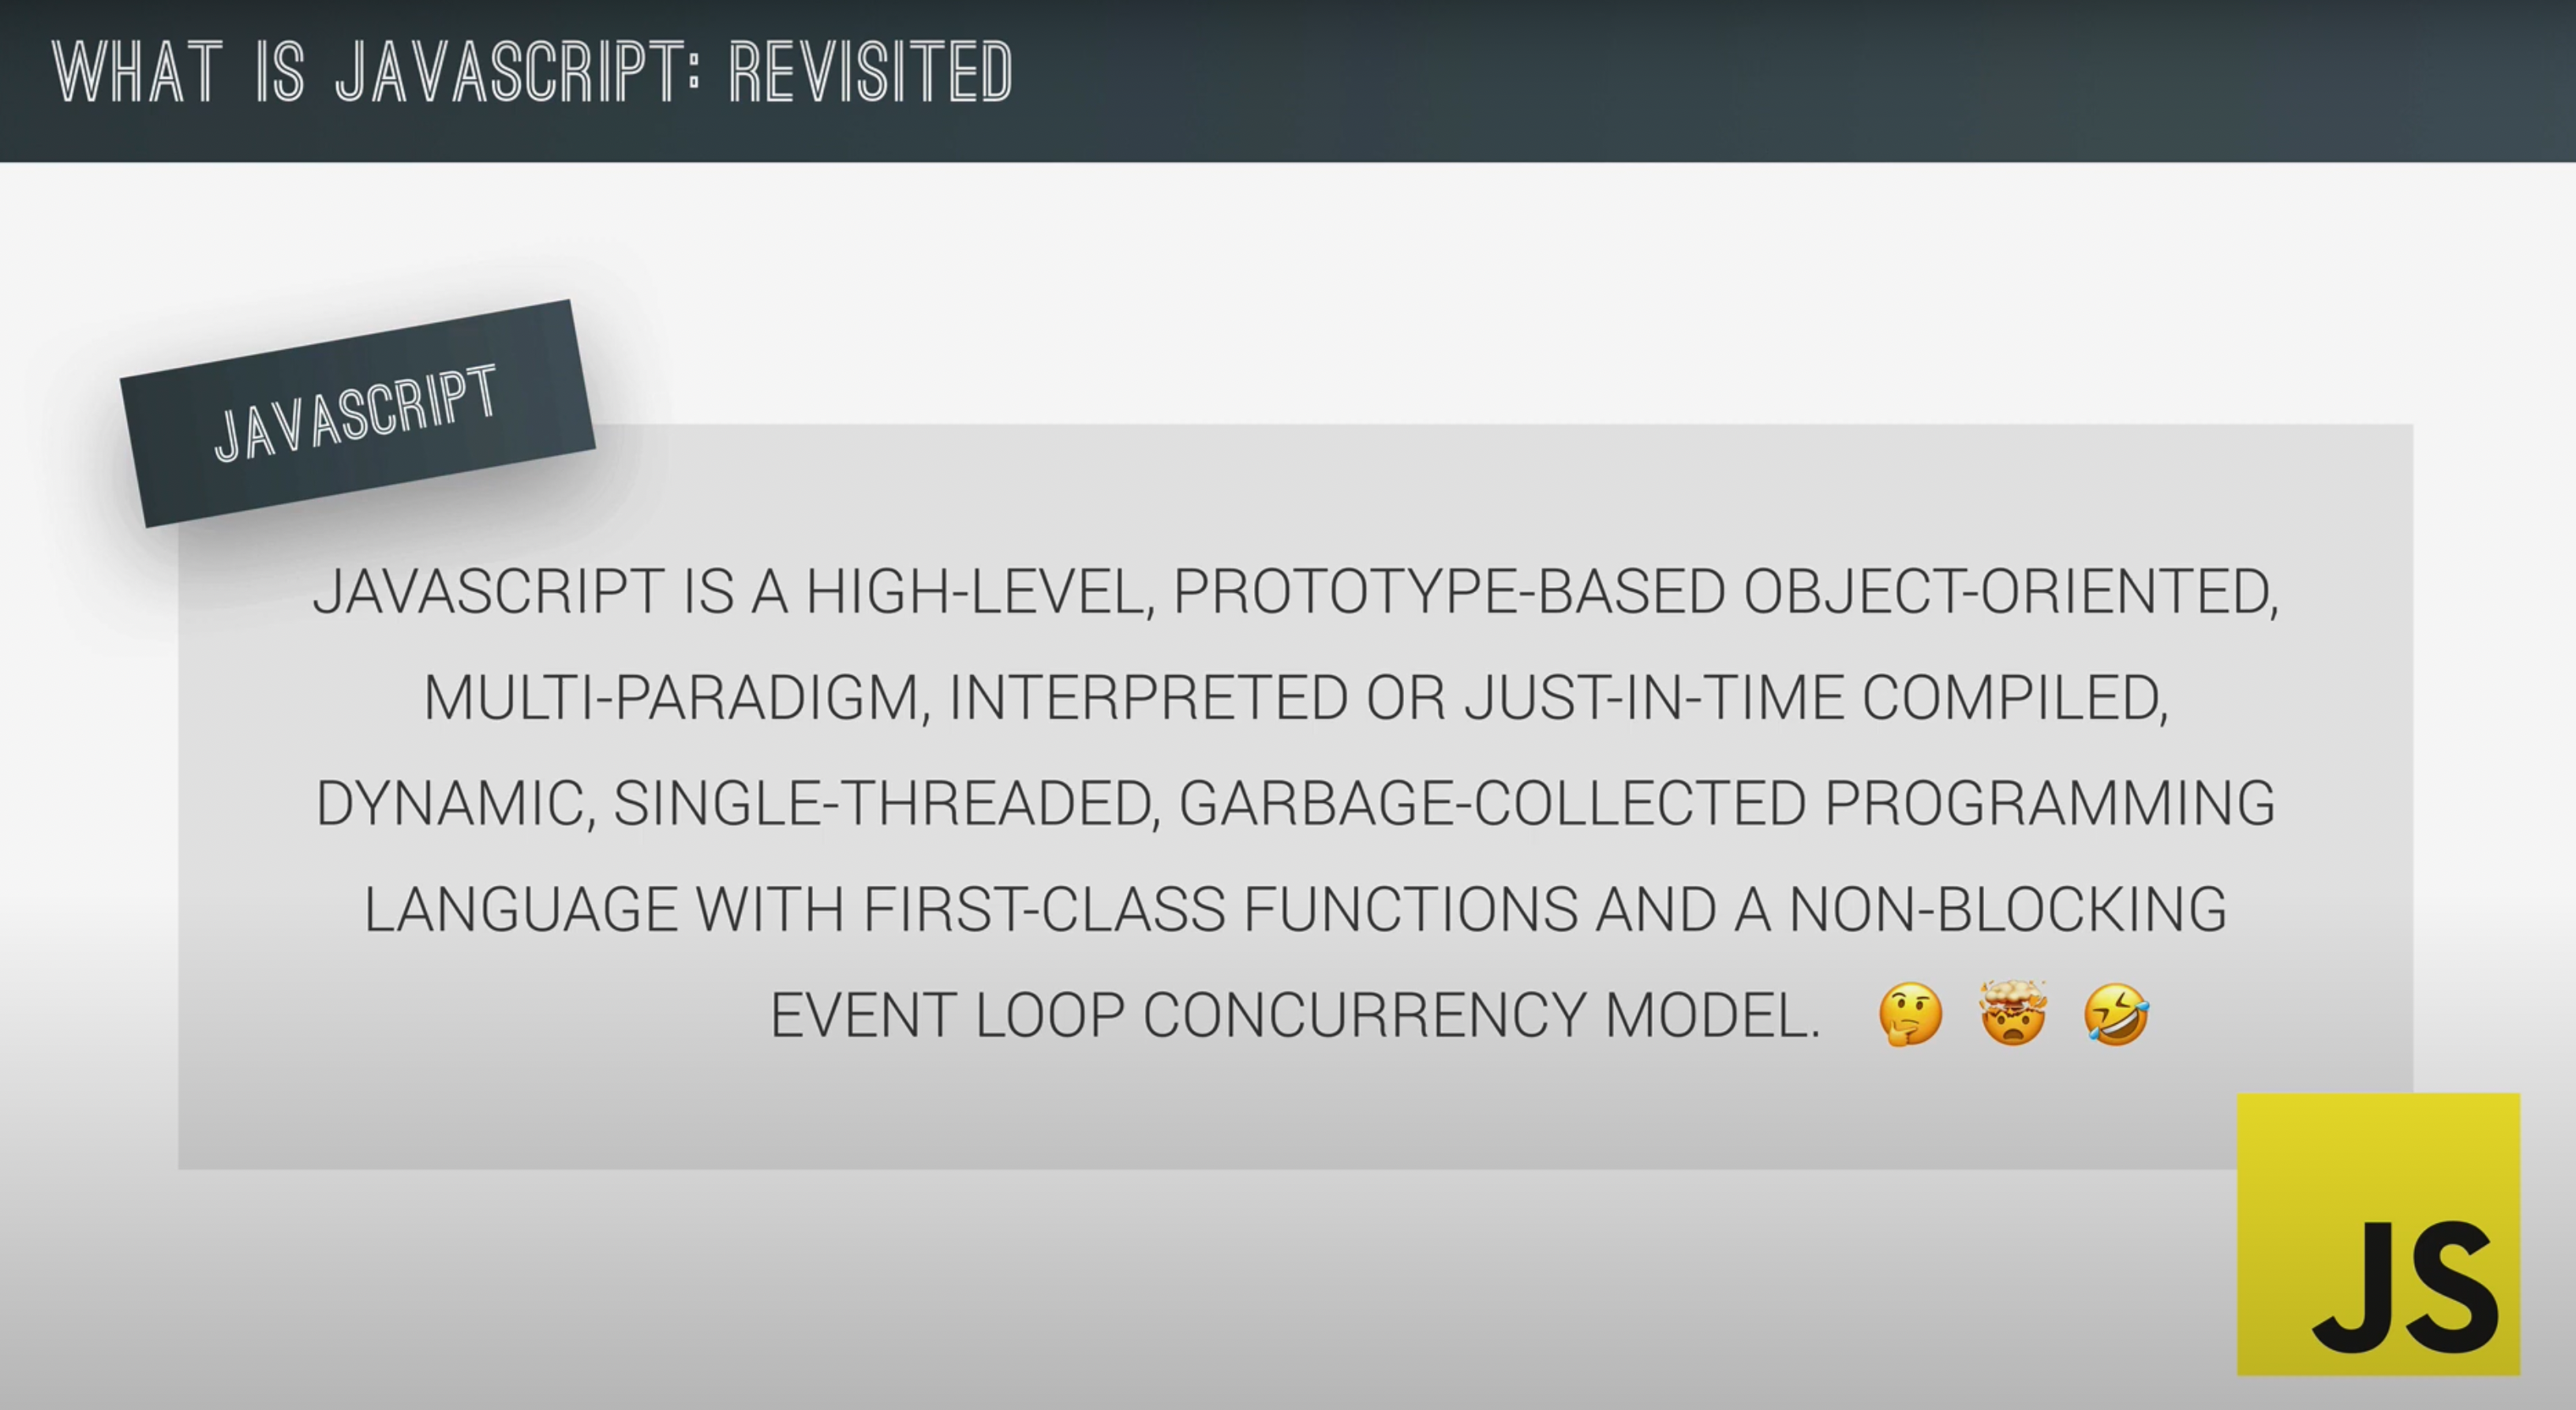 WHAT IS JAVASCRIPT: REVISITED
JAVASCRIPT
JAVASCRIPT IS A HIGH-LEVEL, PROTOTYPE-BASED OBJECT-ORIENTED,
MULTI-PARADIGM, INTERPRETED OR JUST-IN-TIME COMPILED,
DYNAMIC, SINGLE-THREADED, GARBAGE-COLLECTED PROGRAMMING
LANGUAGE WITH FIRST-CLASS FUNCTIONS AND A NON-BLOCKING
EVENT LOOP CONCURRENCY MODEL. 🤔 🤯 🤣
JS